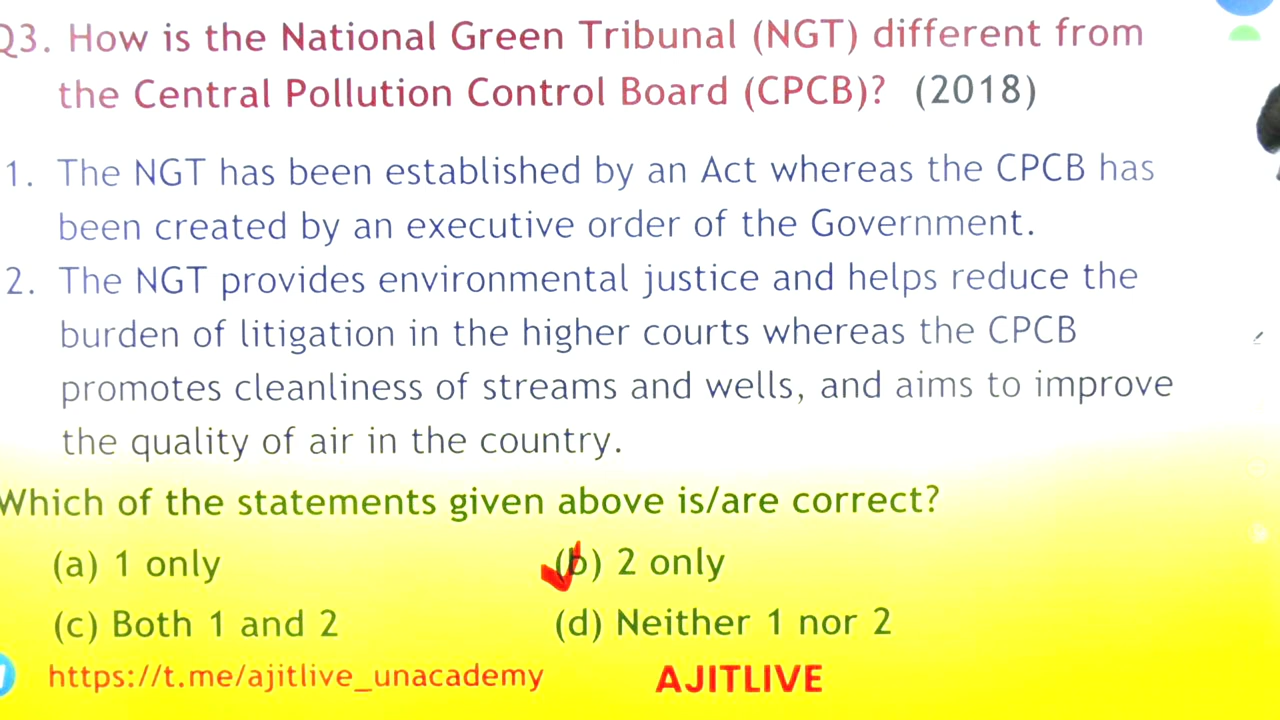 Q3. How is the National Green Tribunal (NGT) different from
the Central Pollution Control Board (CPCB)? (2018)
1. The NGT has been established by an Act whereas the CPCB has
been created by an executive order of the Government.
2. The NGT provides environmental justice and helps reduce the
burden of litigation in the higher courts whereas the CPCB
promotes cleanliness of streams and wells, and aims to improve
the quality of air in the country.
Which of the statements given above is/are correct?
(a) 1 only (b) 2 only
(c) Both 1 and 2 (d) Neither 1 nor 2
https://t.me/ajitlive_unacademy AJITLIVE